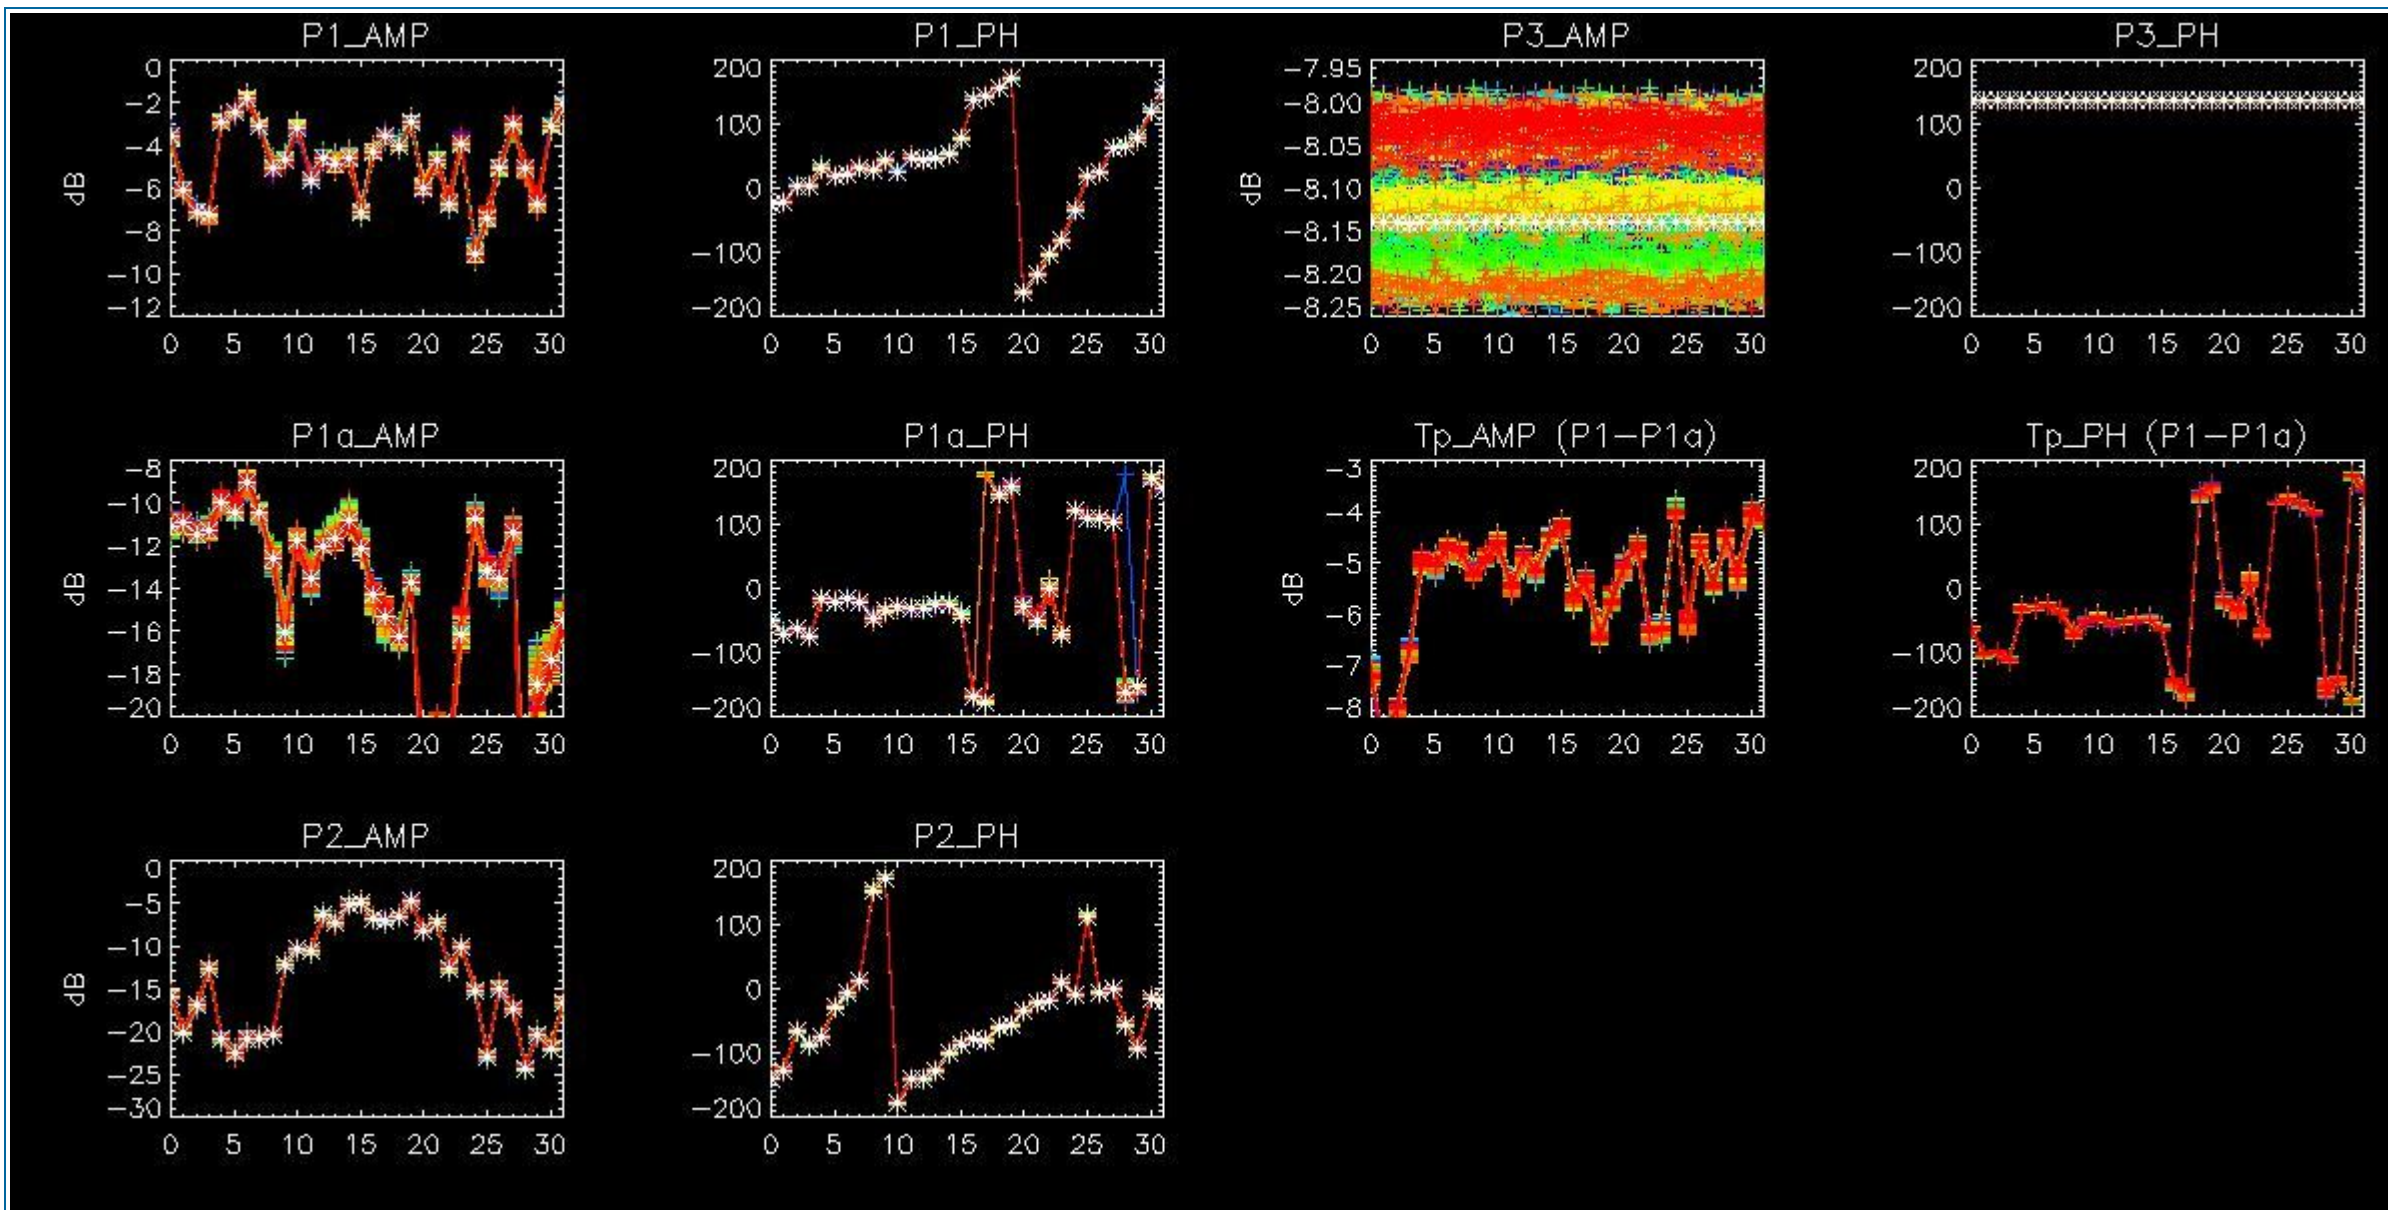 P1_AMP
0
−2
−4
−6
−8
−10
−12
dB
0 5 10 15 20 25 30
P1_PH
200
100
0
−100
−200
0 5 10 15 20 25 30
P3_AMP
−7.95
−8.00
−8.05
−8.10
−8.15
−8.20
−8.25
dB
0 5 10 15 20 25 30
P3_PH
200
100
0
−100
−200
0 5 10 15 20 25 30
P1a_AMP
−8
−10
−12
−14
−16
−18
−20
dB
0 5 10 15 20 25 30
P1a_PH
200
100
0
−100
−200
0 5 10 15 20 25 30
Tp_AMP (P1−P1a)
−3
−4
−5
−6
−7
−8
dB
0 5 10 15 20 25 30
Tp_PH (P1−P1a)
200
100
0
−100
−200
0 5 10 15 20 25 30
P2_AMP
0
−5
−10
−15
−20
−25
−30
dB
0 5 10 15 20 25 30
P2_PH
200
100
0
−100
−200
0 5 10 15 20 25 30